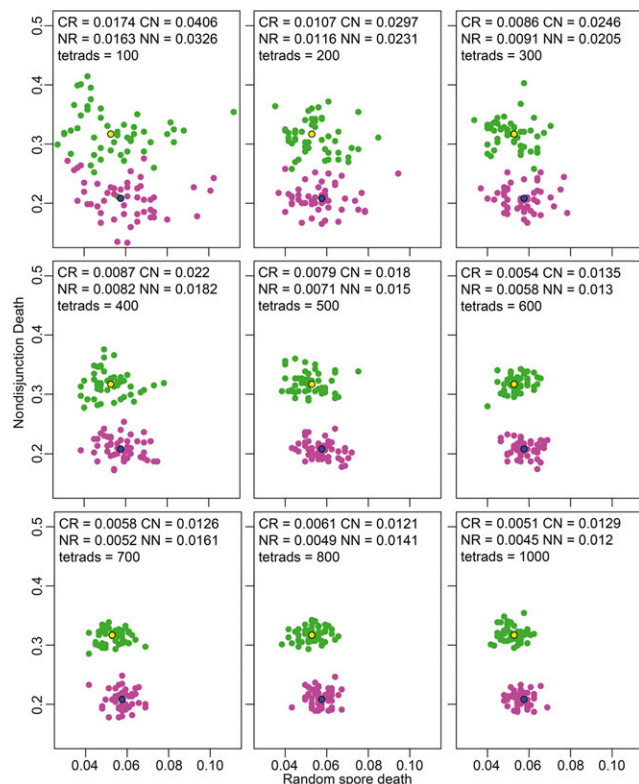 CR = 0.0174 CN = 0.0406
NR = 0.0163 NN = 0.0326
tetrads = 100
CR = 0.0107 CN = 0.0297
NR = 0.0116 NN = 0.0231
tetrads = 200
CR = 0.0086 CN = 0.0246
NR = 0.0091 NN = 0.0205
tetrads = 300
0.5
0.4
0.3
0.2
CR = 0.0087 CN = 0.022
NR = 0.0082 NN = 0.0182
tetrads = 400
CR = 0.0079 CN = 0.018
NR = 0.0071 NN = 0.015
tetrads = 500
CR = 0.0054 CN = 0.0135
NR = 0.0058 NN = 0.013
tetrads = 600
Nondisjunction Death
0.5
0.4
0.3
0.2
CR = 0.0058 CN = 0.0126
NR = 0.0052 NN = 0.0161
tetrads = 700
CR = 0.0061 CN = 0.0121
NR = 0.0049 NN = 0.0141
tetrads = 800
CR = 0.0051 CN = 0.0129
NR = 0.0045 NN = 0.012
tetrads = 1000
0.5
0.4
0.3
0.2
0.04 0.06 0.08 0.10
0.04 0.06 0.08 0.10
0.04 0.06 0.08 0.10
Random spore death